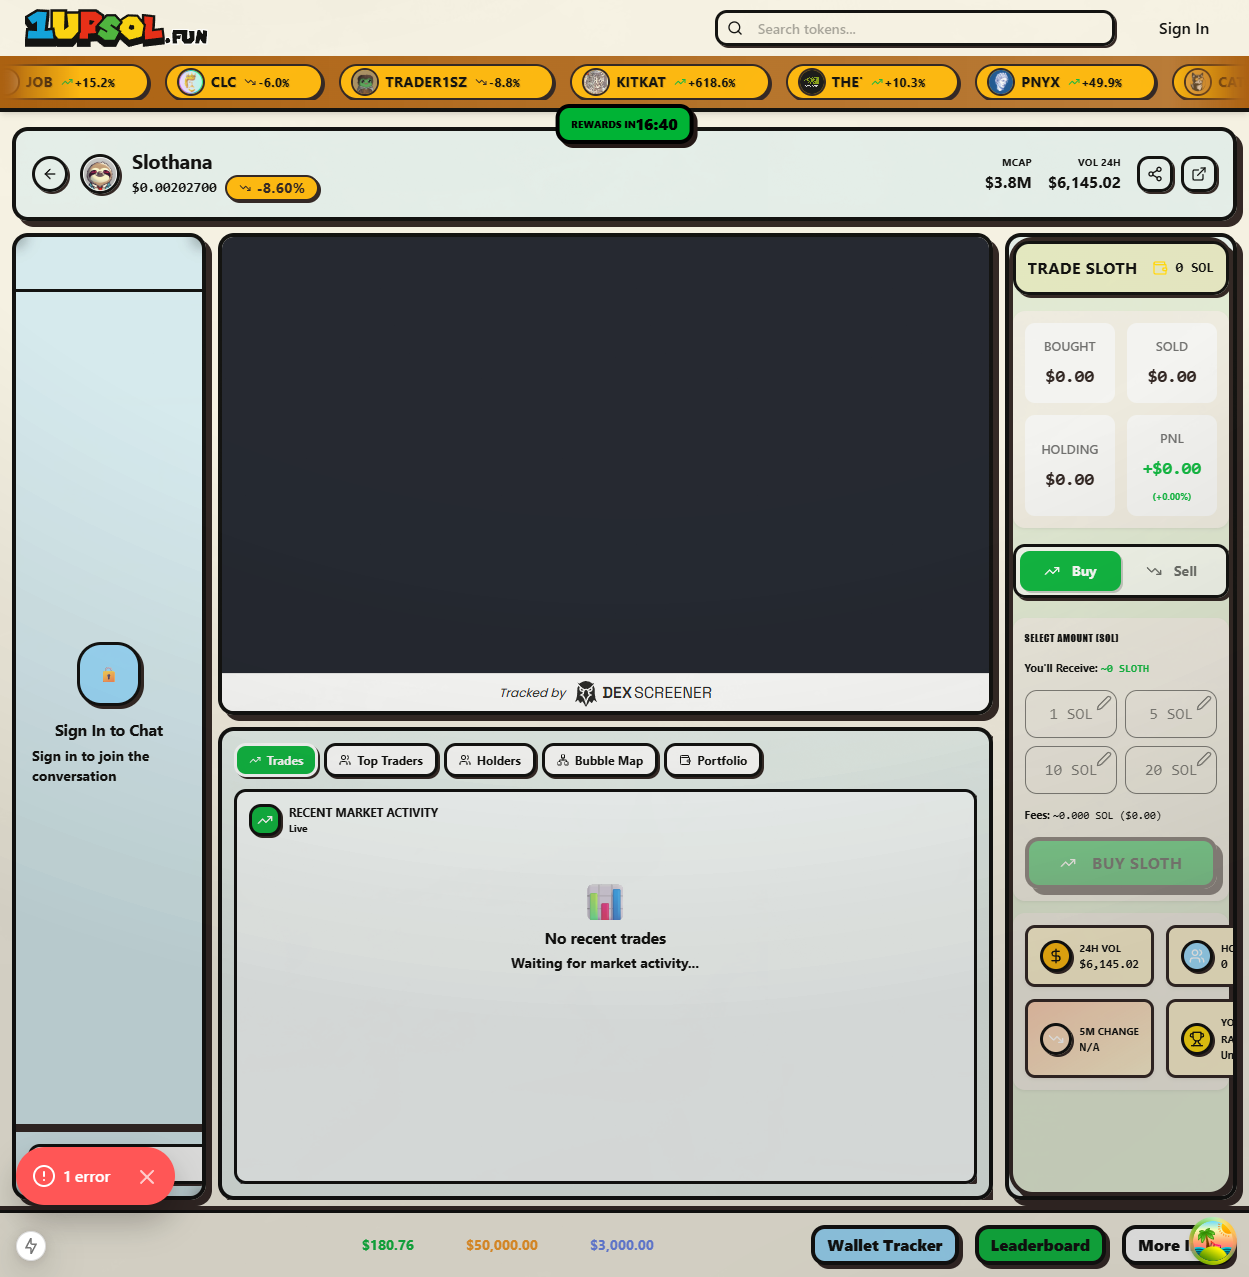 1UPSOL.FUN
Search tokens...
Sign In
JOB +15.2%
CLC -6.0%
TRADER1SZ -8.8%
KITKAT +618.6%
THE +10.3%
PNYX +49.9%
REWARDS IN 16:40
Slothana
$0.00202700 -8.60%
MCAP
$3.8M
VOL 24H
$6,145.02
Sign In to Chat
Sign in to join the
conversation
1 error
Tracked by DEX SCREENER
Trades
Top Traders
Holders
Bubble Map
Portfolio
RECENT MARKET ACTIVITY
Live
No recent trades
Waiting for market activity...
TRADE SLOTH 0 SOL
BOUGHT
$0.00
SOLD
$0.00
HOLDING
$0.00
PNL
+$0.00
(+0.00%)
Buy
Sell
SELECT AMOUNT (SOL)
You'll Receive: ~0 SLOTH
1 SOL
5 SOL
10 SOL
20 SOL
Fees: ~0.000 SOL ($0.00)
BUY SLOTH
24H VOL
$6,145.02
HO
0
5M CHANGE
N/A
YO
RA
Un
$180.76
$50,000.00
$3,000.00
Wallet Tracker
Leaderboard
More